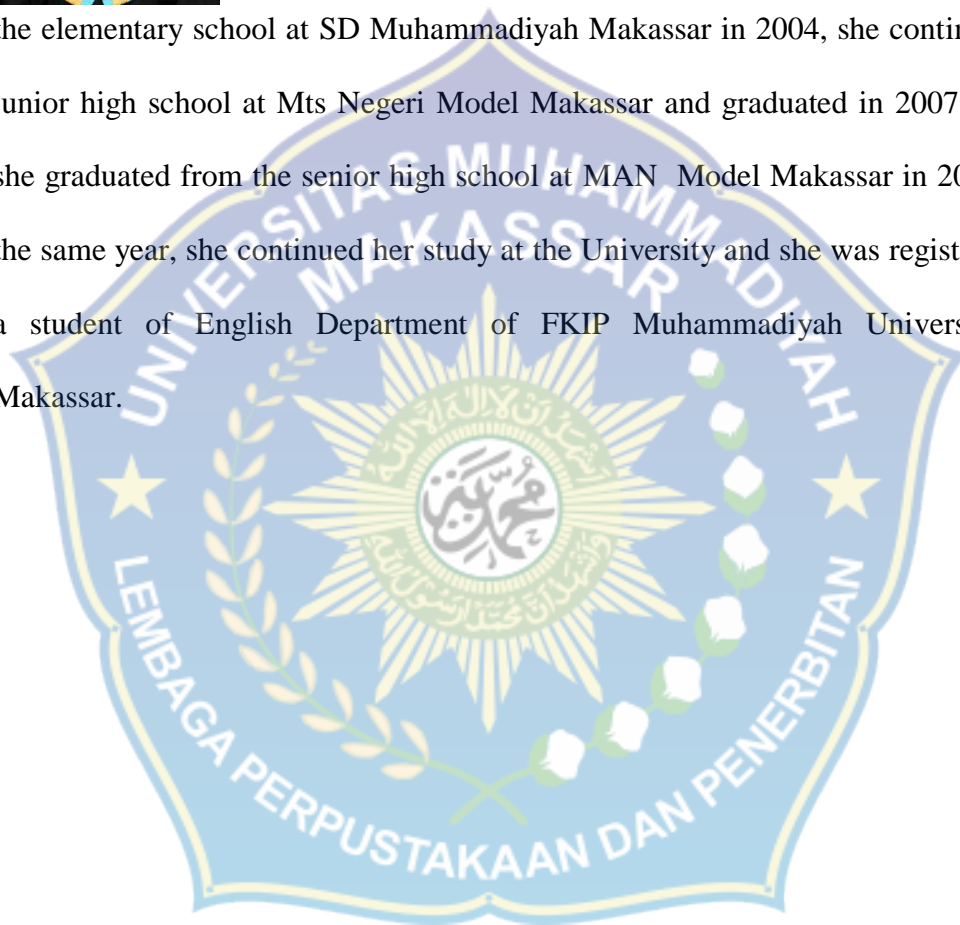 the elementary school at SD Muhammadiyah Makassar in 2004, she contin
unior high school at Mts Negeri Model Makassar and graduated in 2007
she graduated from the senior high school at MAN Model Makassar in 20
the same year, she continued her study at the University and she was regist
a student of English Department of FKIP Muhammadiyah Univers
Makassar.
UNIVERSITAS MUHAMMADIYAH
MAKASSAR
محمد
LEMBAGA PERPUSTAKAAN DAN PENERBITAN